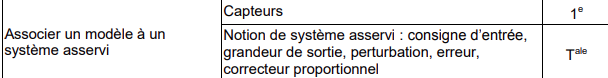 Capteurs
1e
Associer un modèle à un
système asservi
Notion de système asservi : consigne d'entrée,
grandeur de sortie, perturbation, erreur,
correcteur proportionnel
Tale